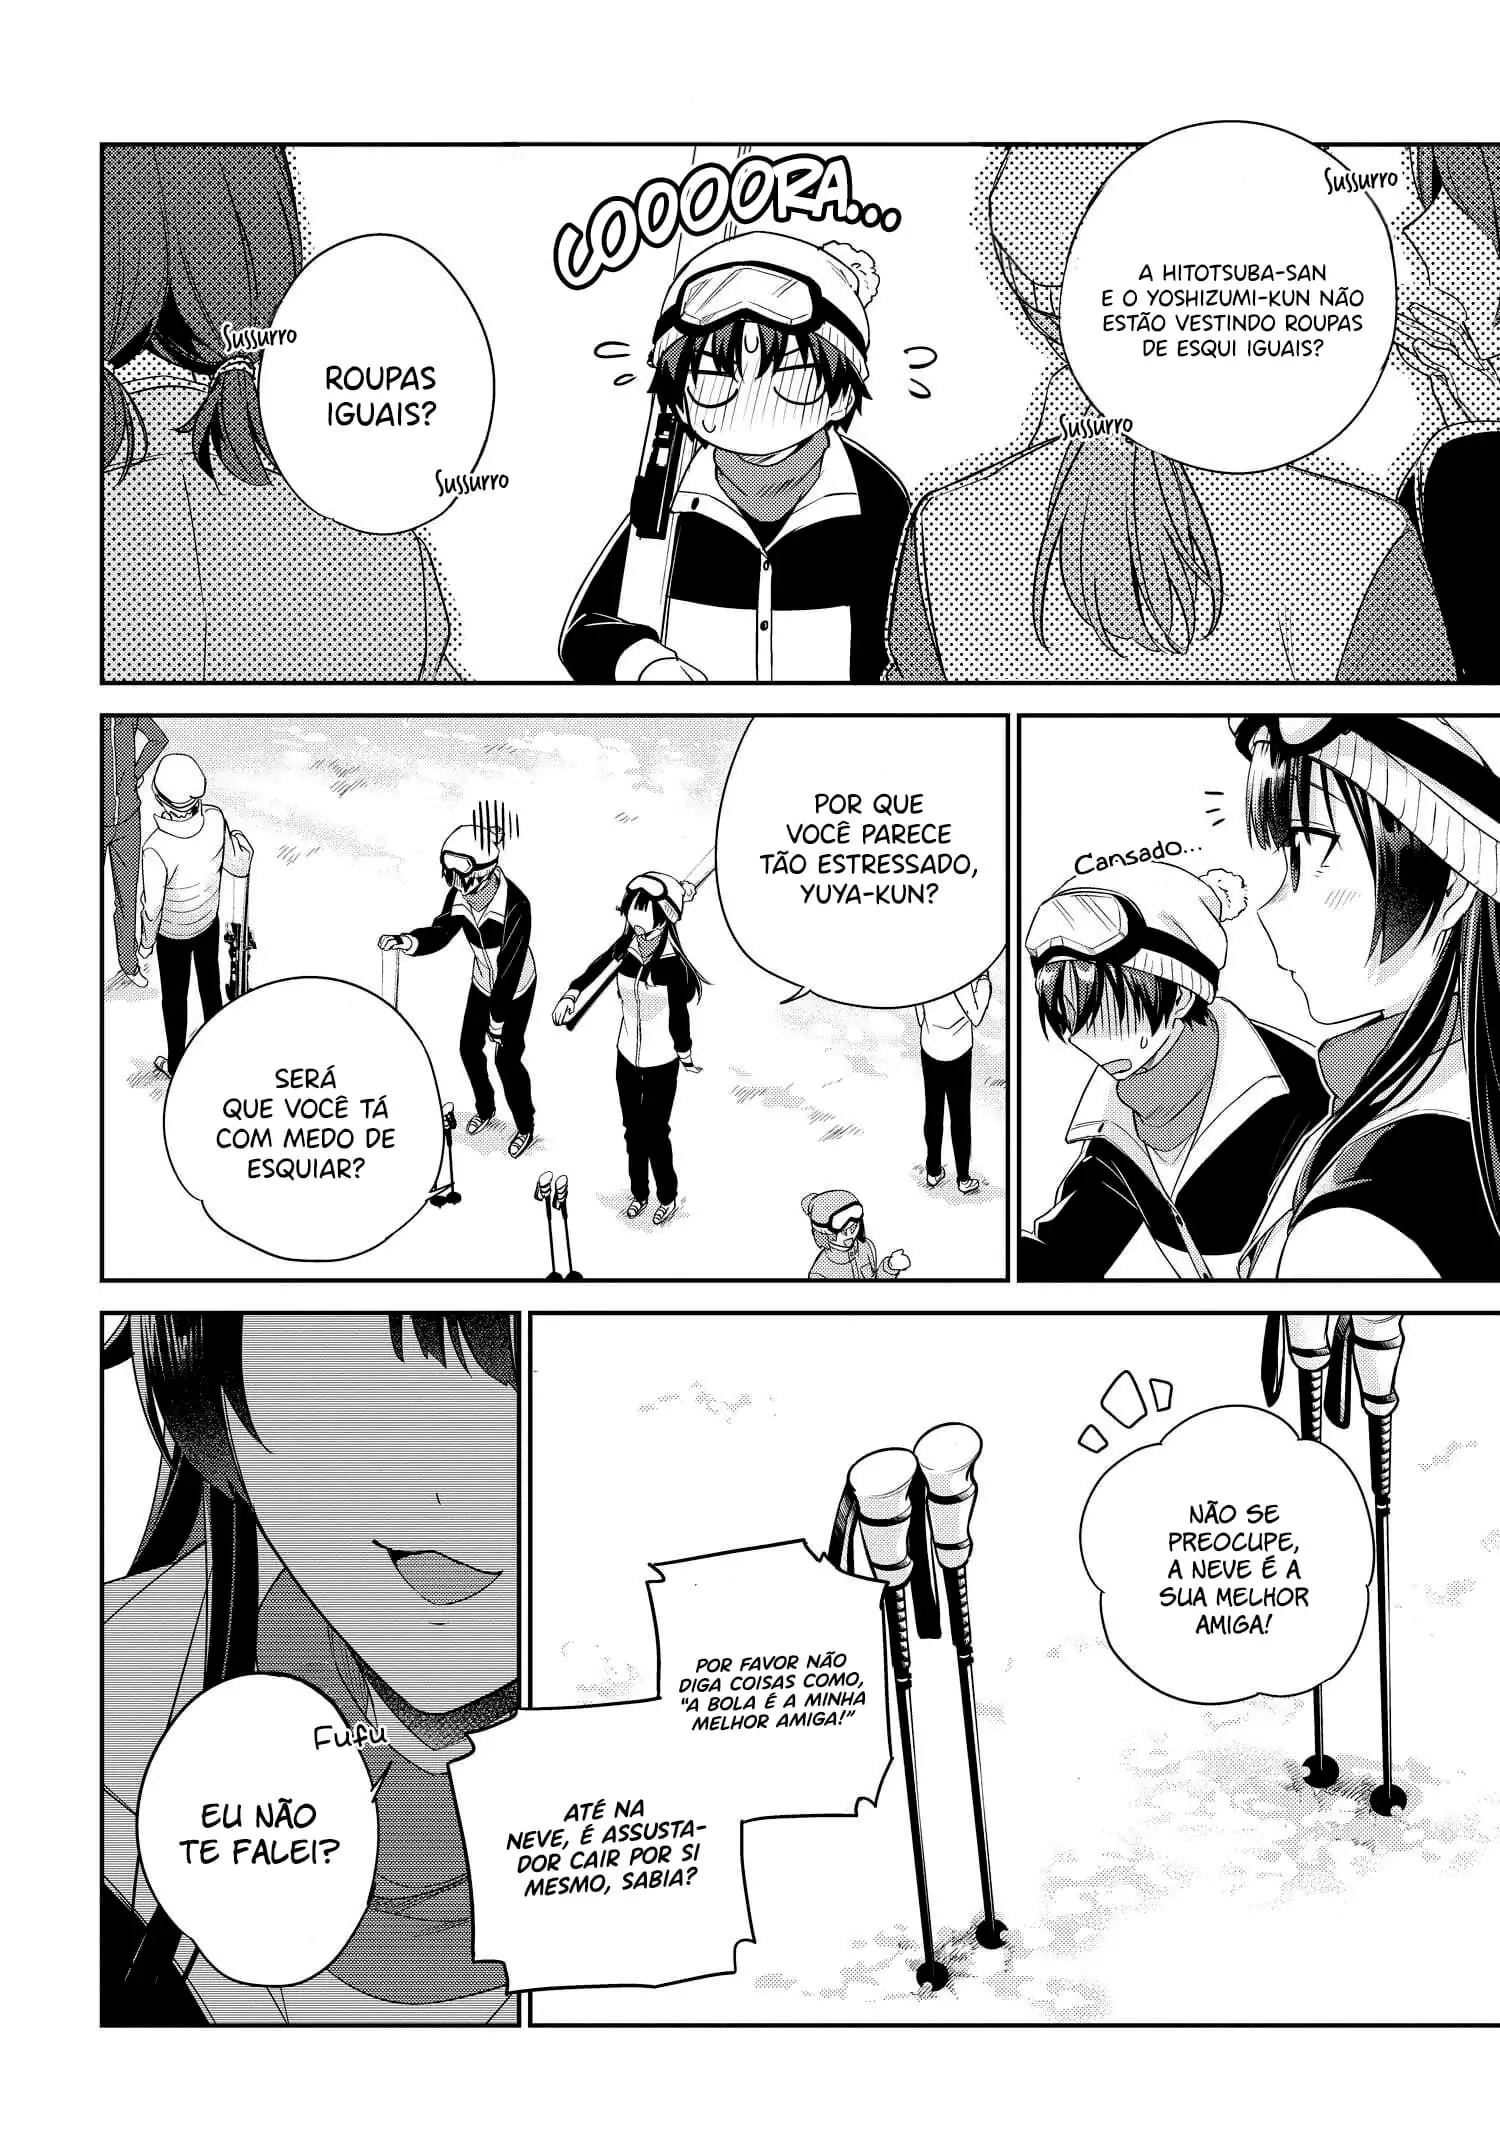 Sussurro
A HITOTSUBA-SAN
E O YOSHIZUMI-KUN NÃO
ESTÃO VESTINDO ROUPAS
DE ESQUI IGUAIS?
Sussurro
COOOORA...
Sussurro
ROUPAS
IGUAIS?
Sussurro
Cansado...
POR QUE
VOCÊ PARECE
TÃO ESTRESSADO,
YUYA-KUN?
SERÁ
QUE VOCÊ TÁ
COM MEDO DE
ESQUIAR?
NÃO SE
PREOCUPE,
A NEVE É A
SUA MELHOR
AMIGA!
POR FAVOR NÃO
DIGA COISAS COMO,
"A BOLA É A MINHA
MELHOR AMIGA!"
ATÉ NA
NEVE, É ASSUSTA-
DOR CAIR POR SI
MESMO, SABIA?
Fufu
EU NÃO
TE FALEI?